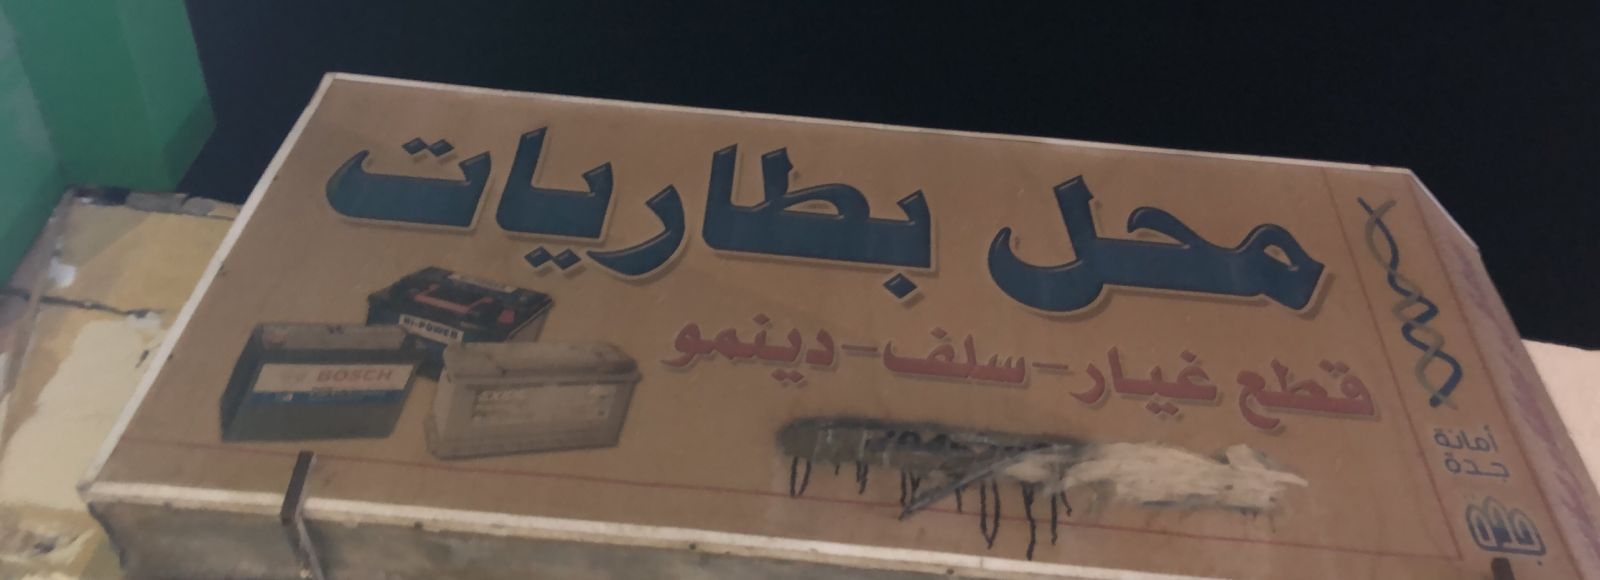 محل بطاريات
قطع غيار-سلف-دينمو
Hi-POWER
BOSCH
أمانة
جدة